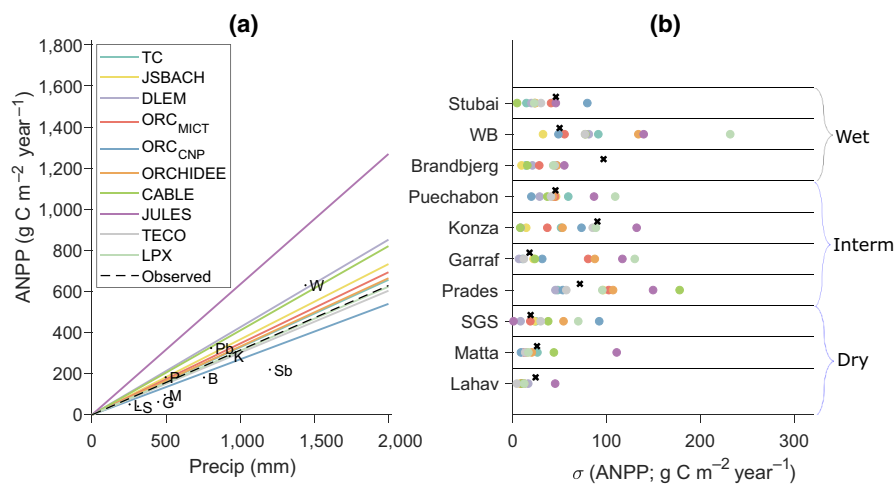 (a)
(b)
1,800
1,600
1,400
1,200
1,000
800
600
400
200
0
ANPP (g C m⁻² year⁻¹)
TC
JSBACH
DLEM
ORC_MICT
ORC_CNP
ORCHIDEE
CABLE
JULES
TECO
LPX
Observed
W
Pb
K
Sb
P
B
M
G
L
S
0 500 1,000 1,500 2,000
Precip (mm)
Stubai
WB
Brandbjerg
Puechabon
Konza
Garraf
Prades
SGS
Matta
Lahav
Wet
Interm
Dry
0 100 200 300
σ (ANPP; g C m⁻² year⁻¹)